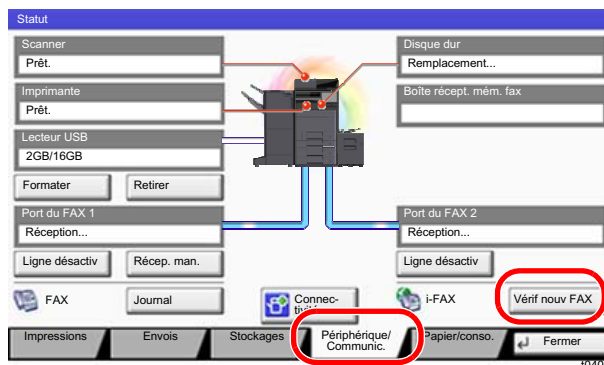 Statut
Scanner
Prêt.
Disque dur
Remplacement...
Imprimante
Prêt.
Boîte récept. mém. fax
Lecteur USB
2GB/16GB
Formater
Retirer
Port du FAX 1
Réception...
Port du FAX 2
Réception...
Ligne désactiv
Récep. man.
Ligne désactiv
FAX
Journal
Connec-
tivité
i-FAX
Vérif nouv FAX
Impressions
Envois
Stockages
Périphérique/
Communic.
Papier/conso.
Fermer